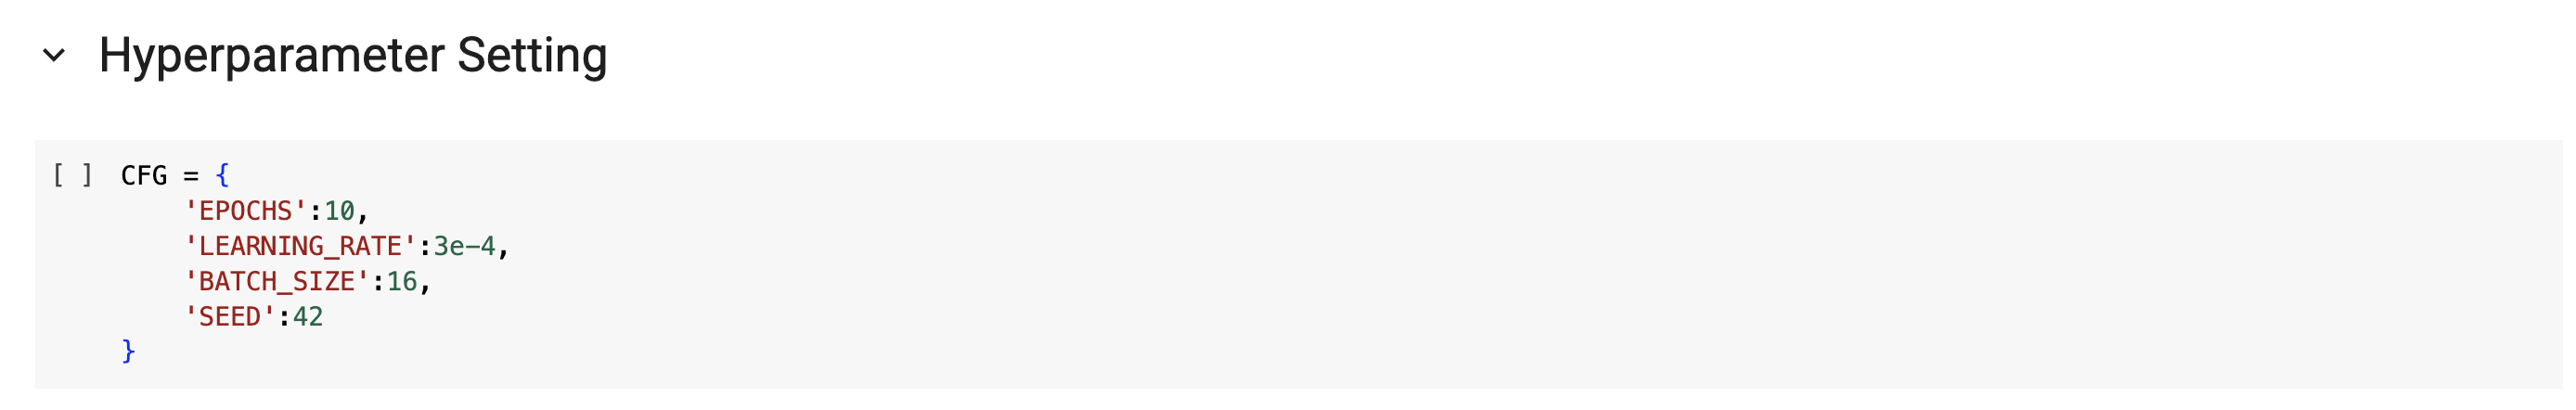 Hyperparameter Setting
[ ] CFG = {
'EPOCHS':10,
'LEARNING_RATE':3e-4,
'BATCH_SIZE':16,
'SEED':42
}